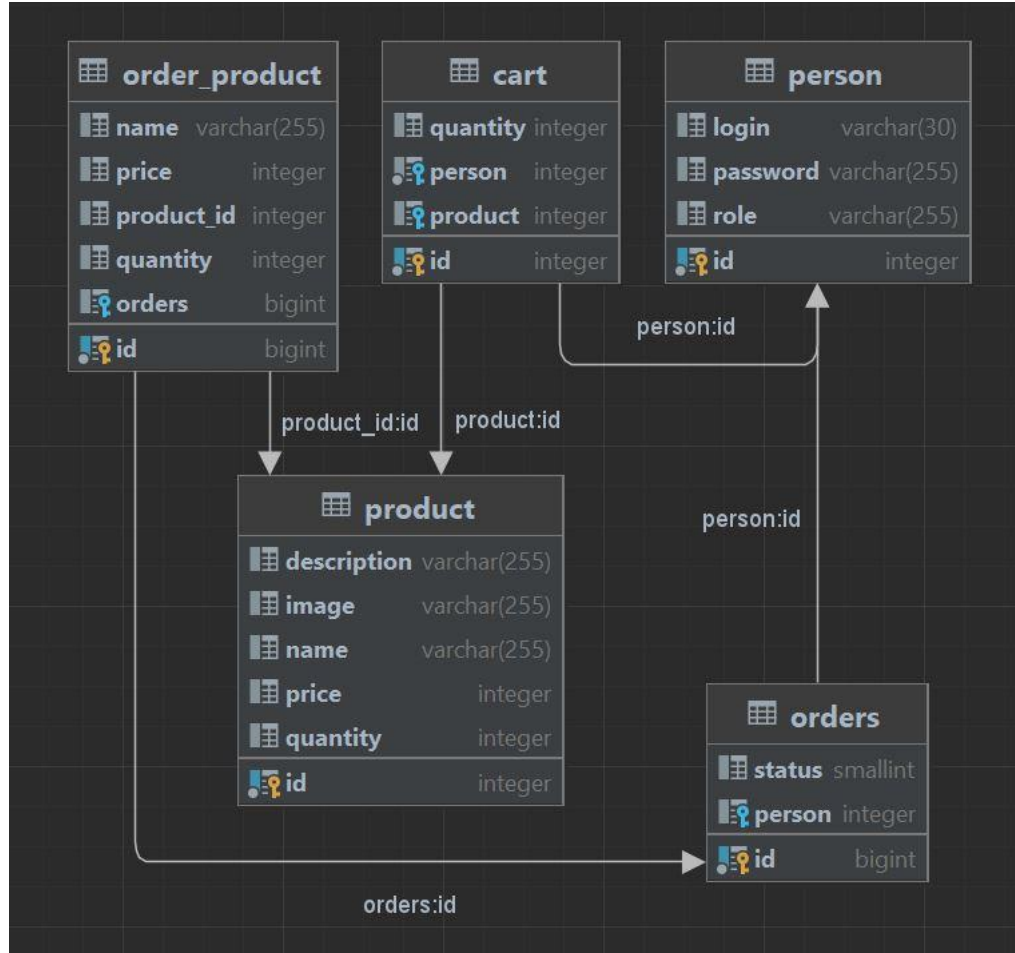 order_product
name varchar(255)
price integer
product_id integer
quantity integer
orders bigint
id bigint
cart
quantity integer
person integer
product integer
id integer
person
login varchar(30)
password varchar(255)
role varchar(255)
id integer
person:id
product_id:id
product:id
product
description varchar(255)
image varchar(255)
name varchar(255)
price integer
quantity integer
id integer
person:id
orders
status smallint
person integer
id bigint
orders:id